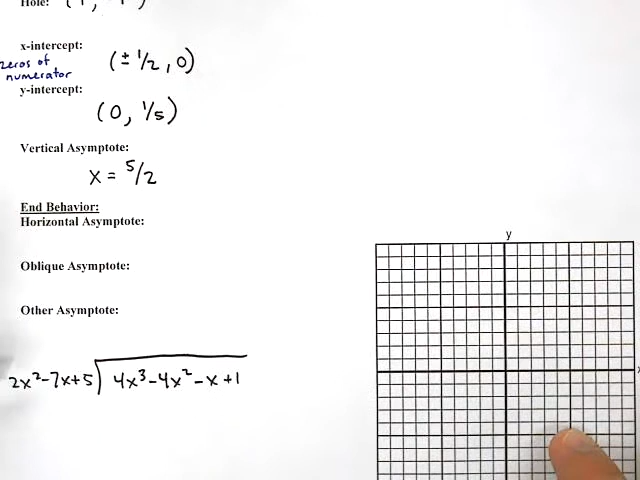 Hole:
x-intercept:
zeros of
numerator
(± 1/2, 0)
y-intercept:
(0, 1/5)
Vertical Asymptote:
x = 5/2
End Behavior:
Horizontal Asymptote:
Oblique Asymptote:
Other Asymptote:
2x²-7x+5 ) 4x³-4x²-x+1
y
x